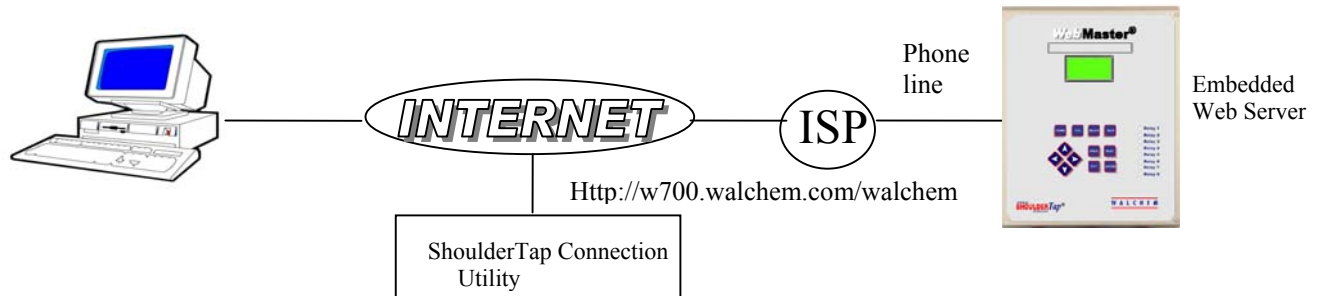 WebMaster®
Phone
line
Embedded
Web Server
INTERNET
ISP
Http://w700.walchem.com/walchem
SHOULDERTap®
WALCHEM
ShoulderTap Connection
Utility